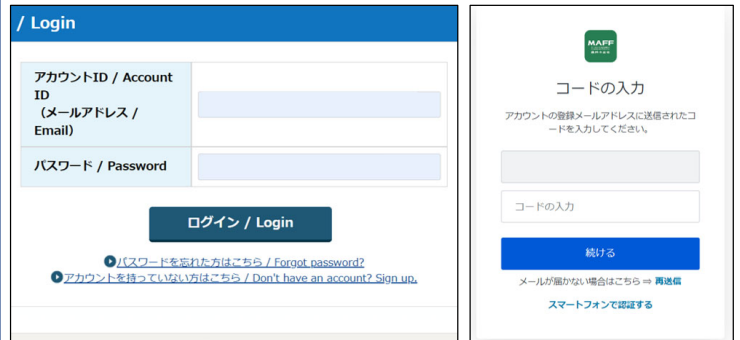 / Login
アカウントID / Account
ID
（メールアドレス /
Email）
パスワード / Password
ログイン / Login
パスワードを忘れた方はこちら / Forgot password?
アカウントを持っていない方はこちら / Don't have an account? Sign up.
MAFF
コードの入力
アカウントの登録メールアドレスに送信されたコ
ードを入力してください。
コードの入力
続ける
メールが届かない場合はこちら ⇒ 再送信
スマートフォンで認証する